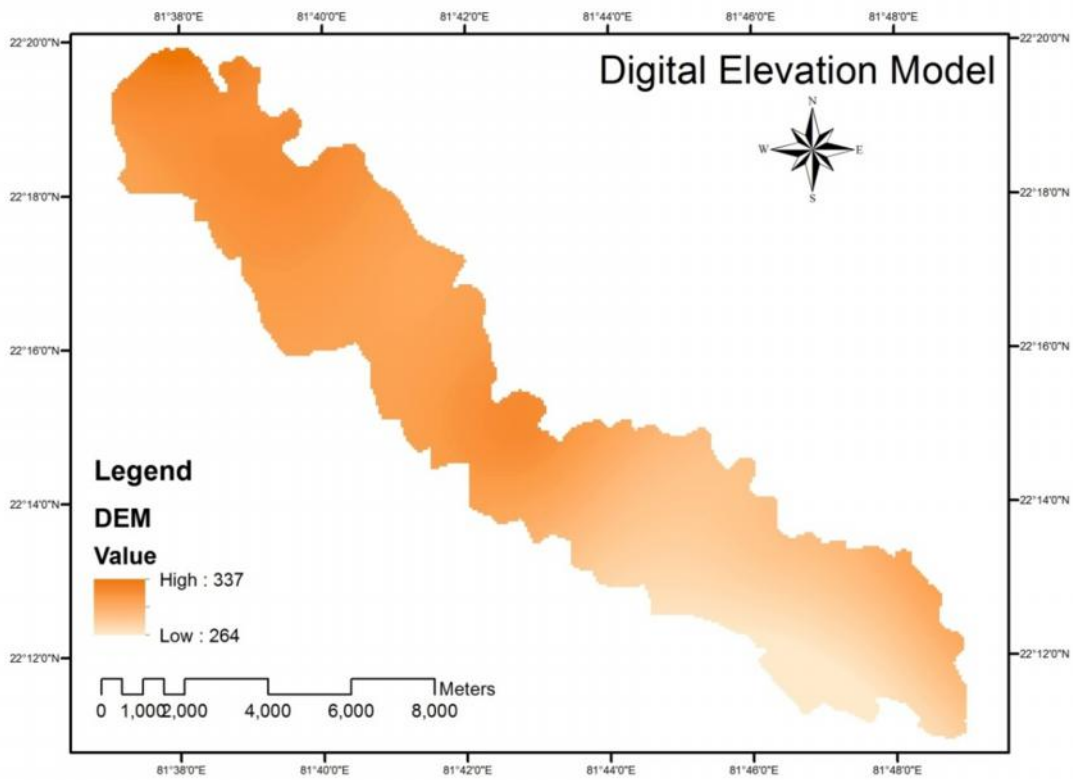 81°38'0"E 81°40'0"E 81°42'0"E 81°44'0"E 81°46'0"E 81°48'0"E
22°20'0"N 22°20'0"N
Digital Elevation Model
N
W E
S
22°18'0"N 22°18'0"N
22°16'0"N 22°16'0"N
Legend
22°14'0"N 22°14'0"N
DEM
Value
High : 337
Low : 264
22°12'0"N 22°12'0"N
Meters
0 1,000 2,000 4,000 6,000 8,000
81°38'0"E 81°40'0"E 81°42'0"E 81°44'0"E 81°46'0"E 81°48'0"E